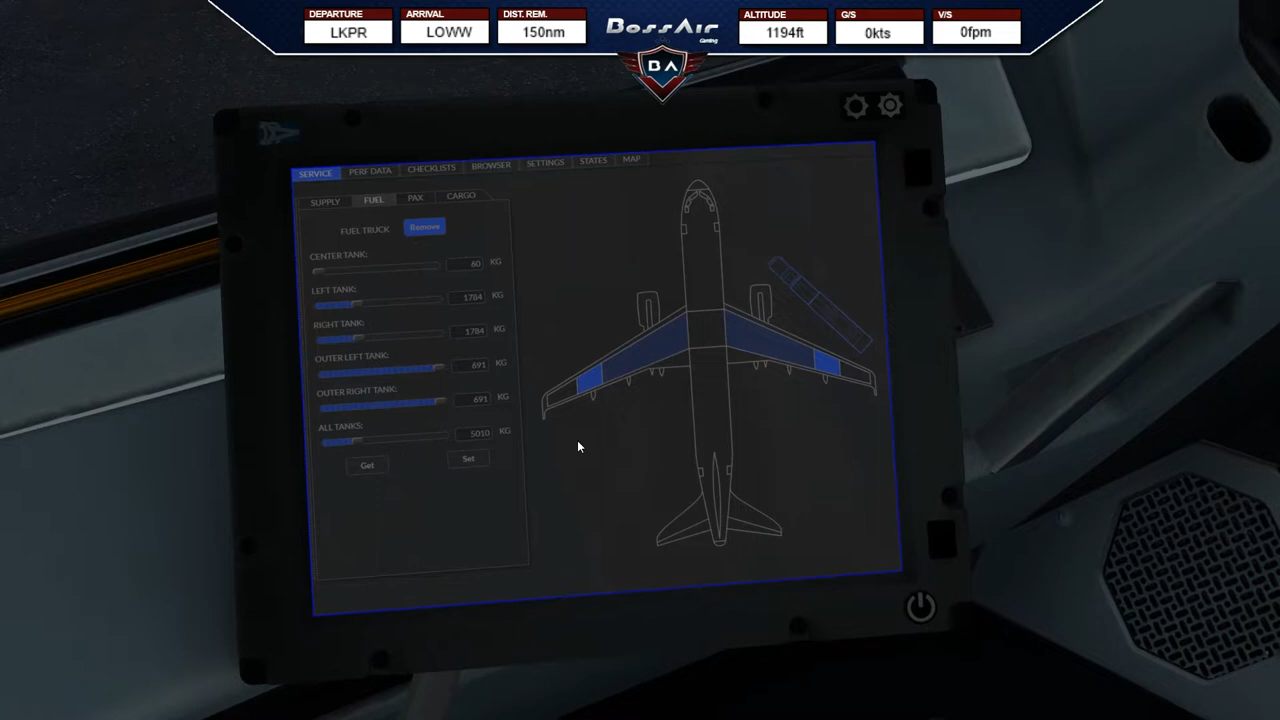 DEPARTURE
LKPR
ARRIVAL
LOWW
DIST. REM.
150nm
BossAir
Gaming
BA
ALTITUDE
1194ft
G/S
0kts
V/S
0fpm
SERVICE PERF DATA CHECKLISTS BROWSER SETTINGS STATES MAP
SUPPLY FUEL PAX CARGO
FUEL TRUCK Remove
CENTER TANK:
60 KG
LEFT TANK:
1784 KG
RIGHT TANK:
1784 KG
OUTER LEFT TANK:
691 KG
OUTER RIGHT TANK:
691 KG
ALL TANKS:
5010 KG
Get Set